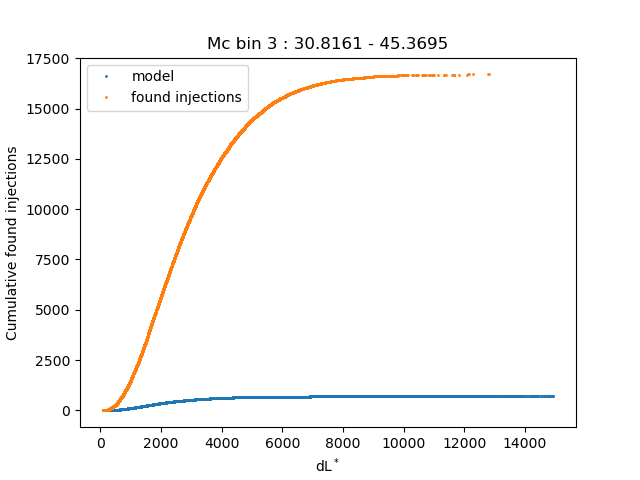 Mc bin 3 : 30.8161 - 45.3695
model
found injections
Cumulative found injections
17500
15000
12500
10000
7500
5000
2500
0
0 2000 4000 6000 8000 10000 12000 14000
dL*